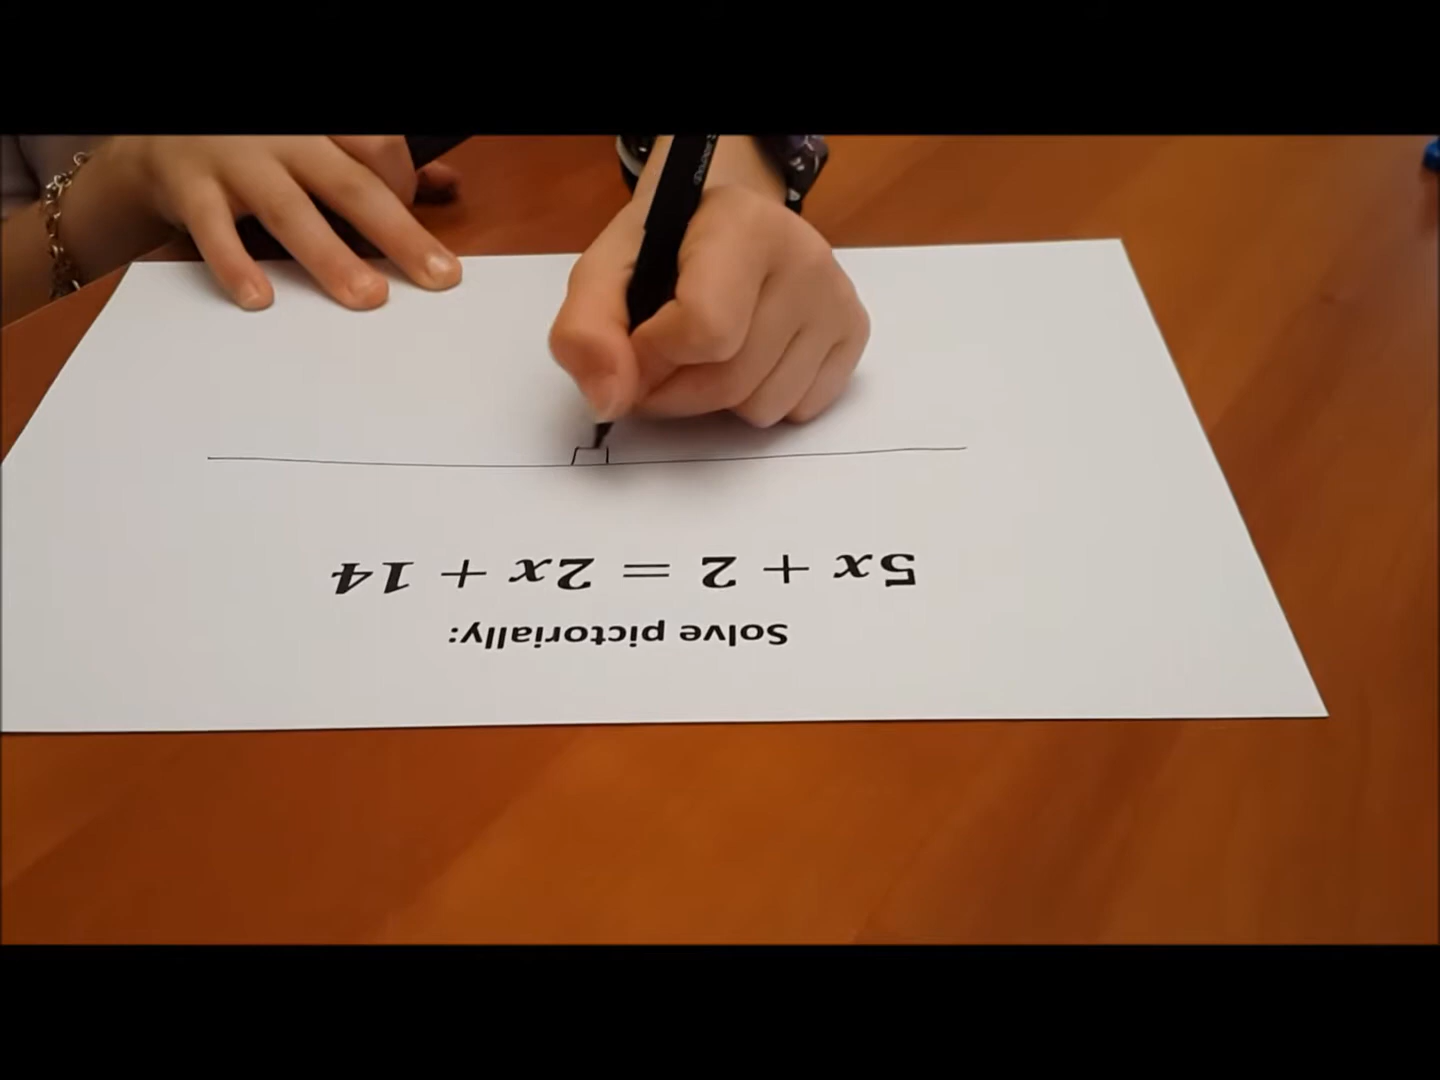 Solve pictorially:
5x + 2 = 2x + 14